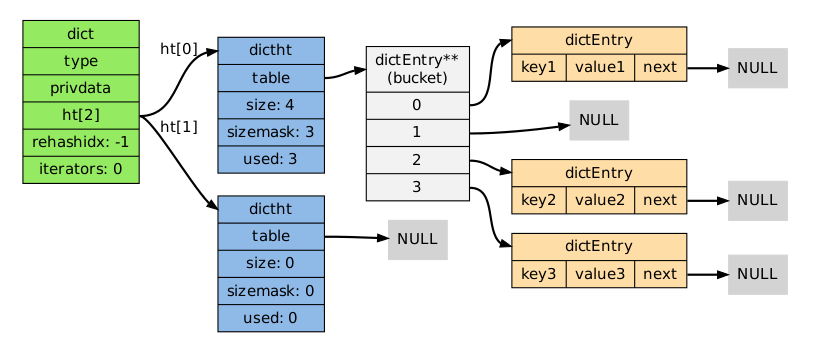 dict
type
privdata
ht[2]
rehashidx: -1
iterators: 0
ht[0]
ht[1]
dictht
table
size: 4
sizemask: 3
used: 3
dictht
table
size: 0
sizemask: 0
used: 0
NULL
dictEntry**
(bucket)
0
1
2
3
dictEntry
key1 value1 next
NULL
NULL
dictEntry
key2 value2 next
NULL
dictEntry
key3 value3 next
NULL